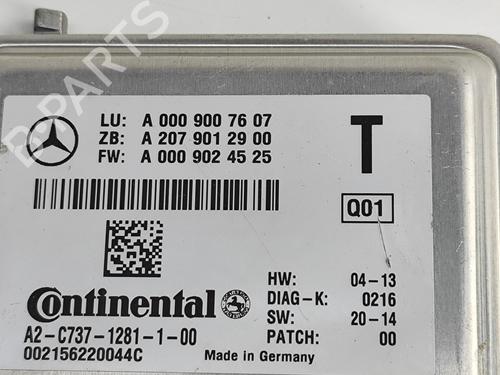 LU: A 000 900 76 07
ZB: A 207 901 29 00
FW: A 000 902 45 25
T
Q01
Continental
HW: 04-13
DIAG-K: 0216
SW: 20-14
PATCH: 00
A2-C737-1281-1-00
002156220044C
Made in Germany
B-PARTS